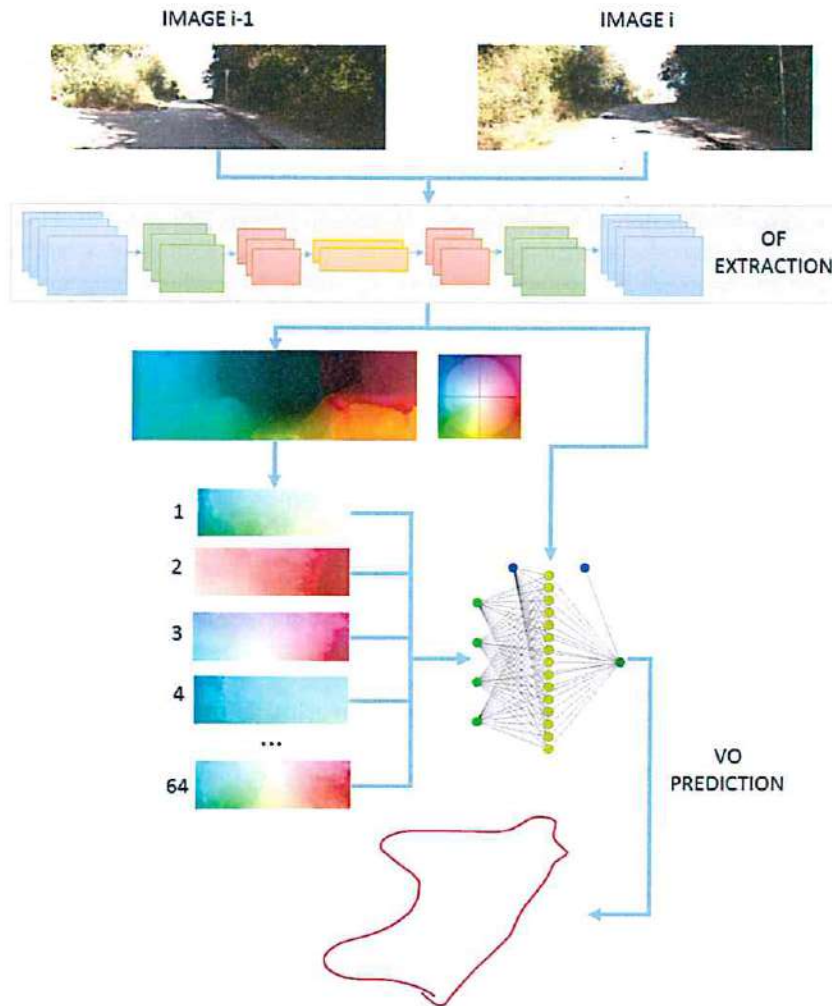 IMAGE i-1
IMAGE i
OF
EXTRACTION
1
2
3
4
...
64
VO
PREDICTION